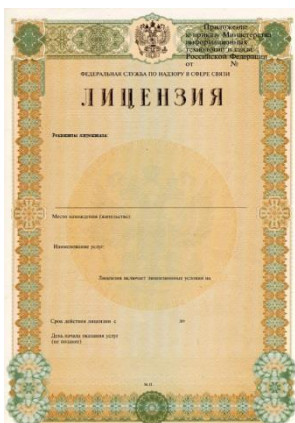 Приложение
к приказу Министерства
информационных
технологий и связи
Российской Федерации
от №
ФЕДЕРАЛЬНАЯ СЛУЖБА ПО НАДЗОРУ В СФЕРЕ СВЯЗИ
ЛИЦЕНЗИЯ
Реквизиты лицензиата:
Место нахождения (жительства):
Наименование услуг:
Лицензия включает лицензионные условия на
Срок действия лицензии с до
День начала оказания услуг
(не позднее)